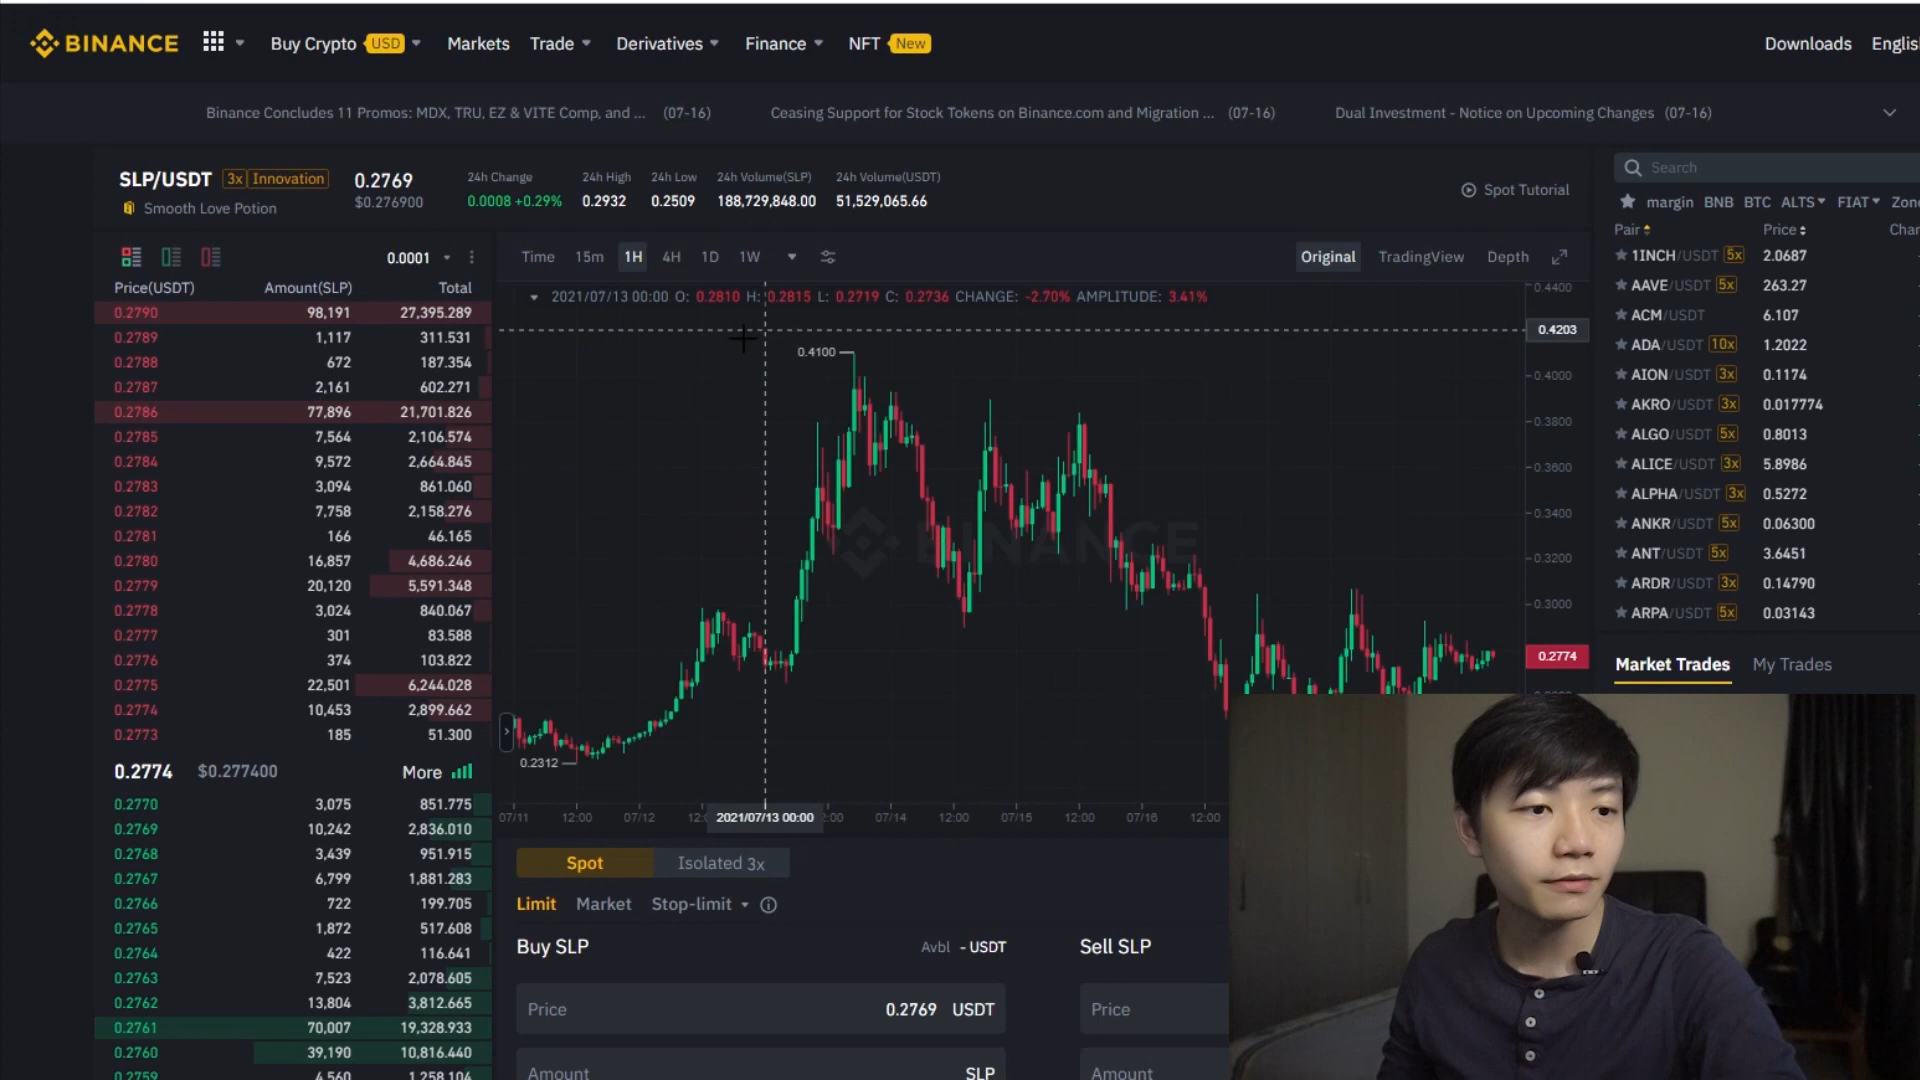 BINANCE Buy Crypto USD Markets Trade Derivatives Finance NFT New Downloads
Binance Concludes 11 Promos: MDX, TRU, EZ & VITE Comp, and ... (07-16) Ceasing Support for Stock Tokens on Binance.com and Migration ... (07-16) Dual Investment - Notice on Upcoming Changes (07-16)
SLP/USDT 3x Innovation 0.2769 $0.276900
Smooth Love Potion
24h Change 24h High 24h Low 24h Volume(SLP) 24h Volume(USDT)
0.0008 +0.29% 0.2932 0.2509 188,729,848.00 51,529,065.66
Spot Tutorial
0.0001
Price(USDT) Amount(SLP) Total
0.2790 98,191 27,395.289
0.2789 1,117 311.531
0.2788 672 187.354
0.2787 2,161 602.271
0.2786 77,896 21,701.826
0.2785 7,564 2,106.574
0.2784 9,572 2,664.845
0.2783 3,094 861.060
0.2782 7,758 2,158.276
0.2781 166 46.165
0.2780 16,857 4,686.246
0.2779 20,120 5,591.348
0.2778 3,024 840.067
0.2777 301 83.588
0.2776 374 103.822
0.2775 22,501 6,244.028
0.2774 10,453 2,899.662
0.2773 185 51.300
0.2774 $0.277400 More
0.2770 3,075 851.775
0.2769 10,242 2,836.010
0.2768 3,439 951.915
0.2767 6,799 1,881.283
0.2766 722 199.705
0.2765 1,872 517.608
0.2764 422 116.641
0.2763 7,523 2,078.605
0.2762 13,804 3,812.665
0.2761 70,007 19,328.933
0.2760 39,190 10,816.440
0.2759 4,560 1,258.104
Time 15m 1H 4H 1D 1W Original TradingView Depth
2021/07/13 00:00 O: 0.2810 H: 0.2815 L: 0.2719 C: 0.2736 CHANGE: -2.70% AMPLITUDE: 3.41%
0.4400
0.4203
0.4100
0.4000
0.3800
0.3600
0.3400
BINANCE
0.3200
0.3000
0.2774
0.2312
07/11 12:00 07/12 2021/07/13 00:00 07/14 12:00 07/15 12:00 07/16 12:00
Spot Isolated 3x
Limit Market Stop-limit
Buy SLP Avbl - USDT Sell SLP
Price 0.2769 USDT Price
Amount SLP Amount
Search
margin BNB BTC ALTS FIAT
Pair Price
1INCH/USDT 5x 2.0687
AAVE/USDT 5x 263.27
ACM/USDT 6.107
ADA/USDT 10x 1.2022
AION/USDT 3x 0.1174
AKRO/USDT 3x 0.017774
ALGO/USDT 5x 0.8013
ALICE/USDT 3x 5.8986
ALPHA/USDT 3x 0.5272
ANKR/USDT 5x 0.06300
ANT/USDT 5x 3.6451
ARDR/USDT 3x 0.14790
ARPA/USDT 5x 0.03143
Market Trades My Trades